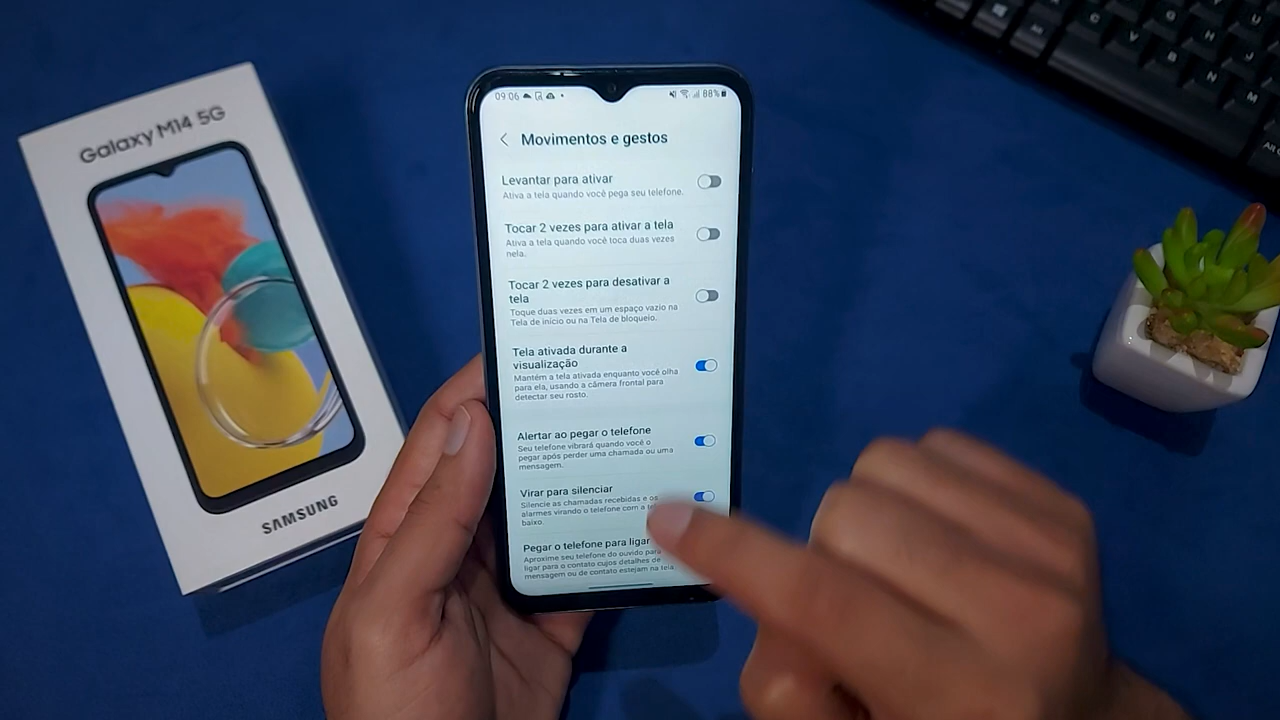 Galaxy M14 5G
SAMSUNG
09:06
88%
Movimentos e gestos
Levantar para ativar
Ativa a tela quando você pega seu telefone.
Tocar 2 vezes para ativar a tela
Ativa a tela quando você toca duas vezes
nela.
Tocar 2 vezes para desativar a
tela
Toque duas vezes em um espaço vazio na
Tela de início ou na Tela de bloqueio.
Tela ativada durante a
visualização
Mantém a tela ativada enquanto você olha
para ela, usando a câmera frontal para
detectar seu rosto.
Alertar ao pegar o telefone
Seu telefone vibrará quando você o
pegar após perder uma chamada ou uma
mensagem.
Virar para silenciar
Silencie as chamadas recebidas e os
alarmes virando o telefone com a
baixo.
Pegar o telefone para ligar
Aproxime seu telefone do ouvido para
ligar para o contato cujos detalhes de
mensagem ou de contato estejam na tela
C
V
B
N
M
G
H
J
Y
U